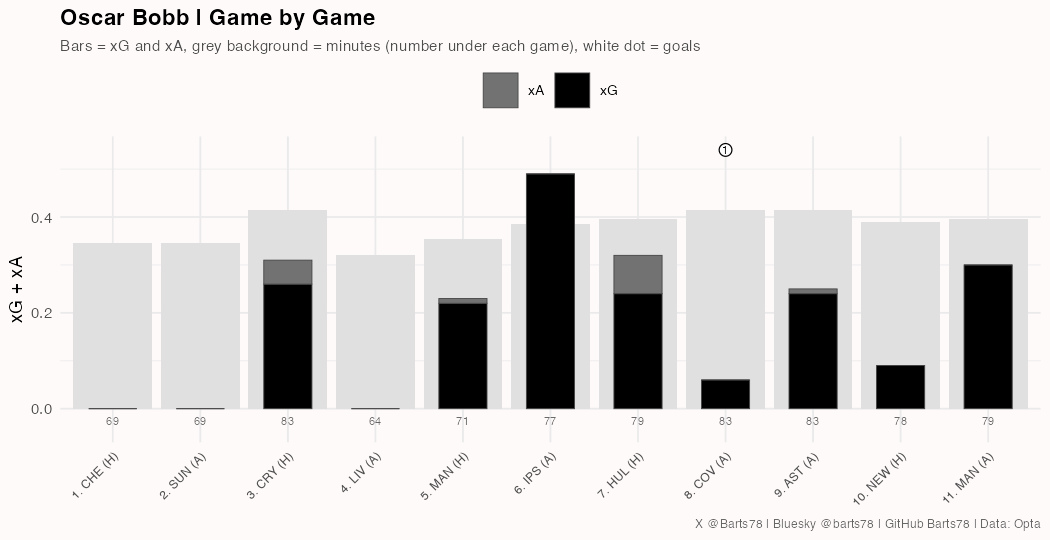 Oscar Bobb | Game by Game
Bars = xG and xA, grey background = minutes (number under each game), white dot = goals
xA xG
1
xG + xA
0.4
0.2
0.0
69 69 83 64 71 77 79 83 83 78 79
1. CHE (H) 2. SUN (A) 3. CRY (H) 4. LIV (A) 5. MAN (H) 6. IPS (A) 7. HUL (H) 8. COV (A) 9. AST (A) 10. NEW (H) 11. MAN (A)
X @Barts78 | Bluesky @barts78 | GitHub Barts78 | Data: Opta